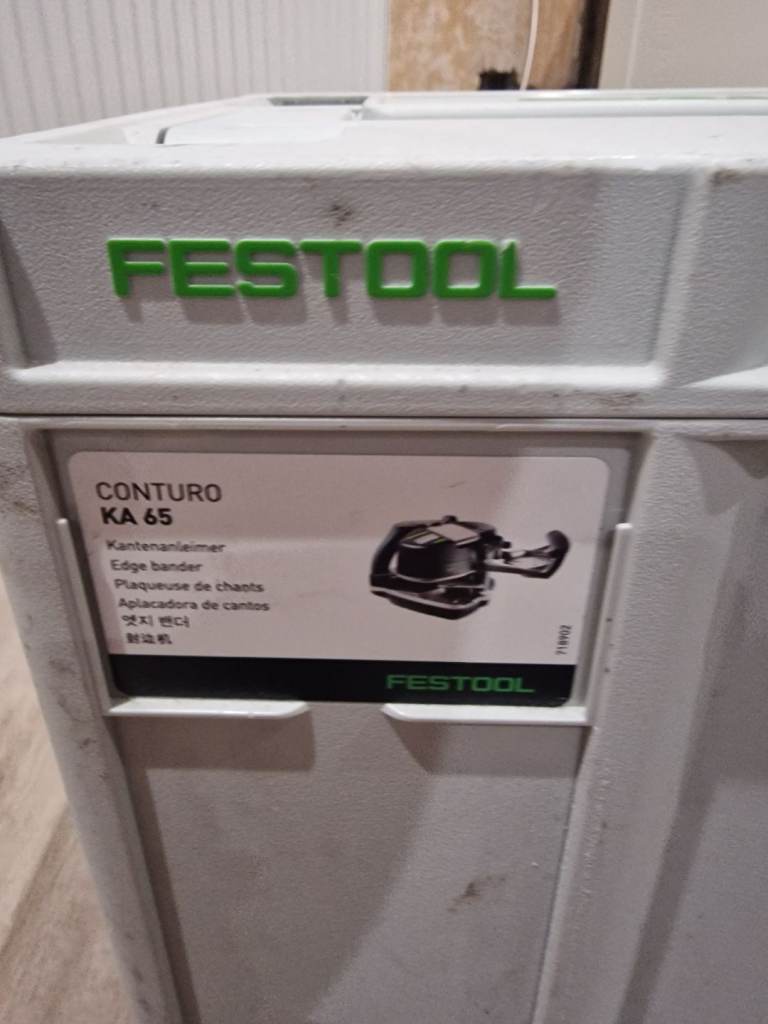 FESTOOL
CONTURO
KA 65
Kantenanleimer
Edge bander
Plaqueuse de chants
Aplacadora de cantos
엣지 밴더
封边机
718902
FESTOOL